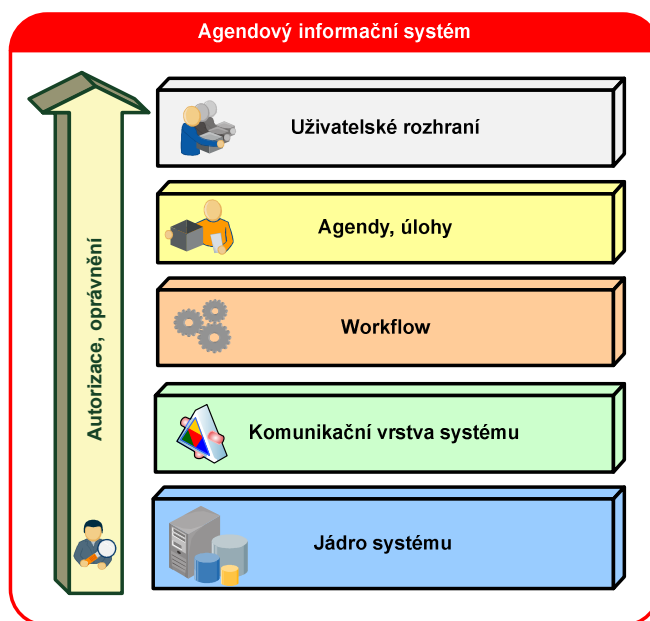 Agendový informační systém
Uživatelské rozhraní
Agendy, úlohy
Workflow
Komunikační vrstva systému
Jádro systému
Autorizace, oprávnění